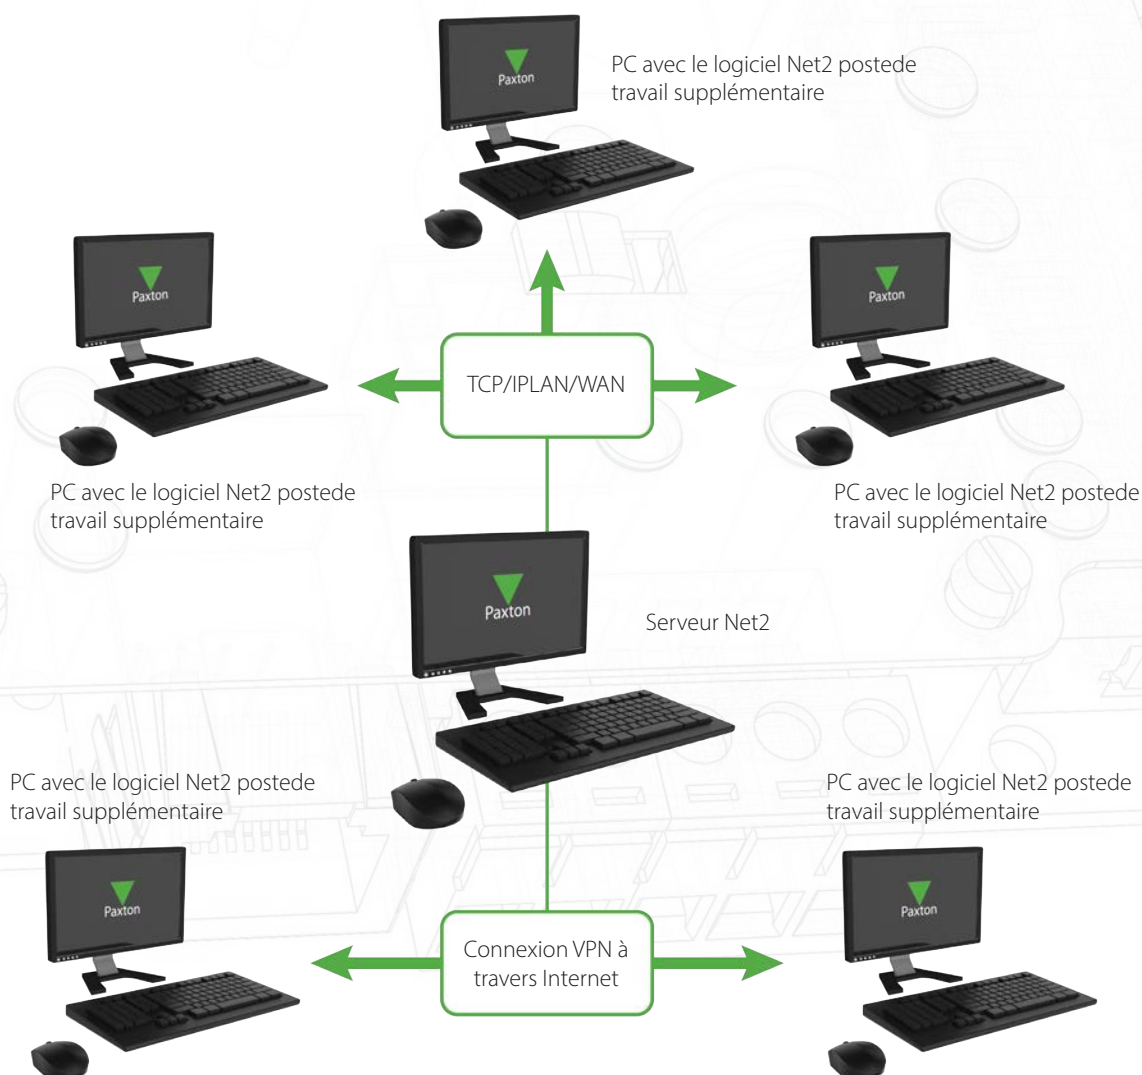 Paxton
PC avec le logiciel Net2 postede
travail supplémentaire
Paxton
Paxton
TCP/IPLAN/WAN
PC avec le logiciel Net2 postede
travail supplémentaire
PC avec le logiciel Net2 postede
travail supplémentaire
Paxton
Serveur Net2
PC avec le logiciel Net2 postede
travail supplémentaire
PC avec le logiciel Net2 postede
travail supplémentaire
Paxton
Paxton
Connexion VPN à
travers Internet